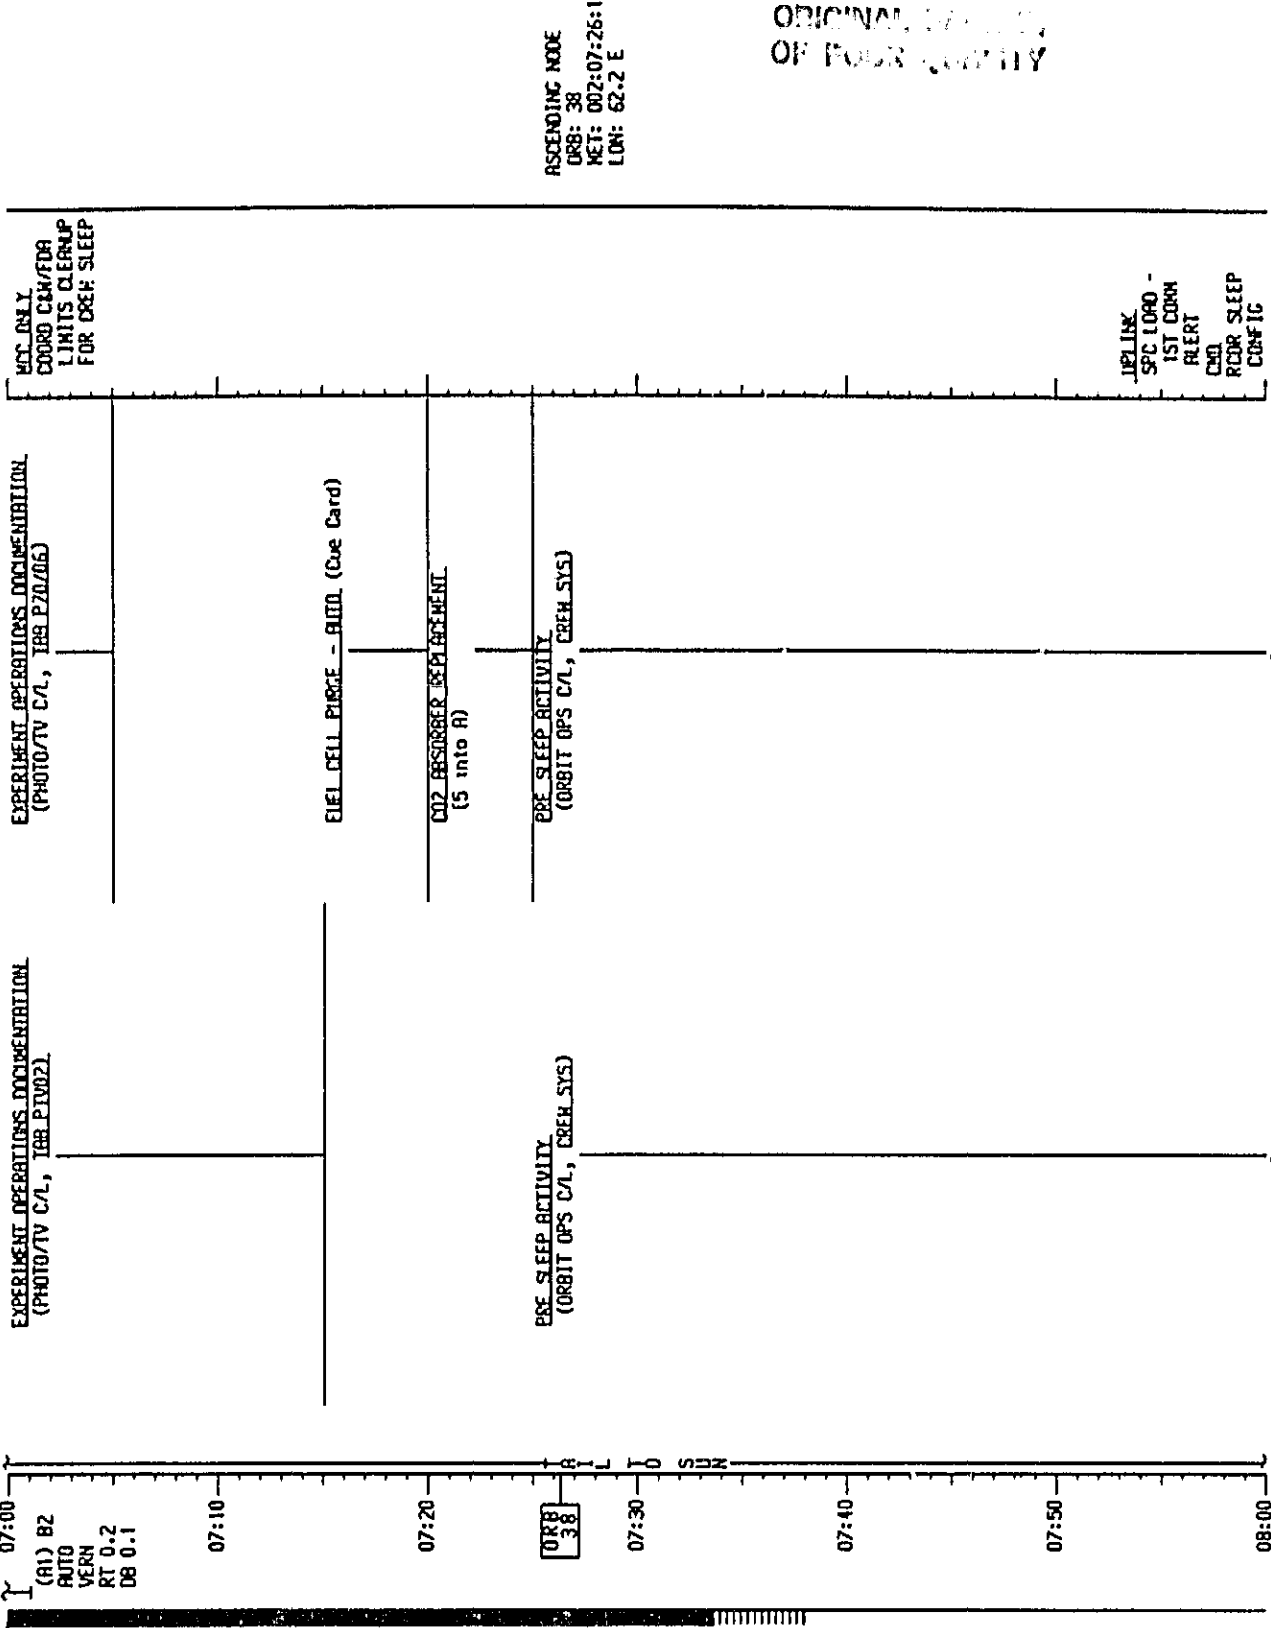 ORIGINAL
OF POOR QUALITY
ASCENDING NODE
ORB: 38
MET: 002:07:26:1
LON: 62.2 E
MCC ONLY
COORD C&W/FDA
LIMITS CLEANUP
FOR CREW SLEEP
UPLINK
SPC LOAD -
1ST COMM
ALERT
CMD
RCDR SLEEP
CONFIG
EXPERIMENT OPERATIONS DOCUMENTATION
(PHOTO/TV C/L, TAB P70/06)
FUEL CELL PURGE - AUTO (Cue Card)
CO2 ABSORBER REPLACEMENT
(5 into A)
PRE SLEEP ACTIVITY
(ORBIT OPS C/L, CREW SYS)
EXPERIMENT OPERATIONS DOCUMENTATION
(PHOTO/TV C/L, TAB PTV02)
PRE SLEEP ACTIVITY
(ORBIT OPS C/L, CREW SYS)
TAIL TO SUN
07:00
(A1) B2
AUTO
VERN
RT 0.2
DB 0.1
07:10
07:20
ORB
38
07:30
07:40
07:50
08:00